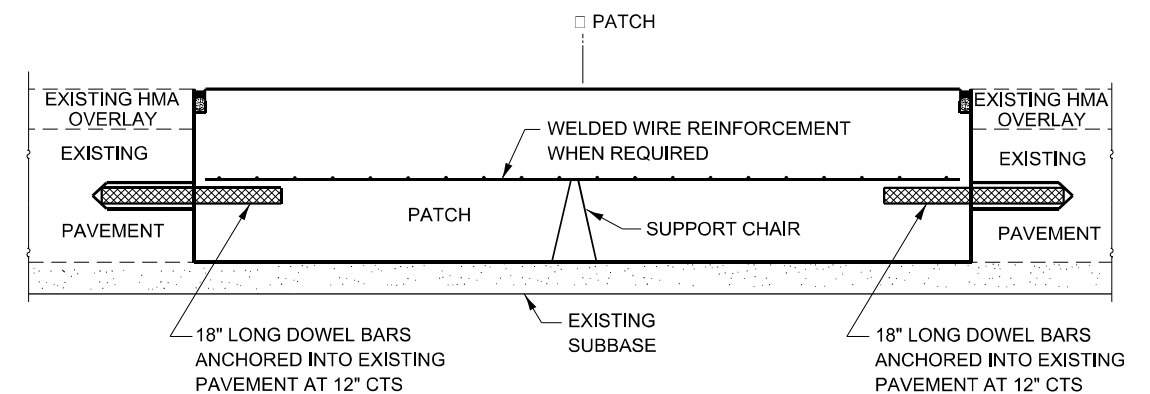 □ PATCH
EXISTING HMA
OVERLAY
EXISTING HMA
OVERLAY
WELDED WIRE REINFORCEMENT
WHEN REQUIRED
EXISTING
PAVEMENT
EXISTING
PAVEMENT
PATCH
SUPPORT CHAIR
18" LONG DOWEL BARS
ANCHORED INTO EXISTING
PAVEMENT AT 12" CTS
EXISTING
SUBBASE
18" LONG DOWEL BARS
ANCHORED INTO EXISTING
PAVEMENT AT 12" CTS